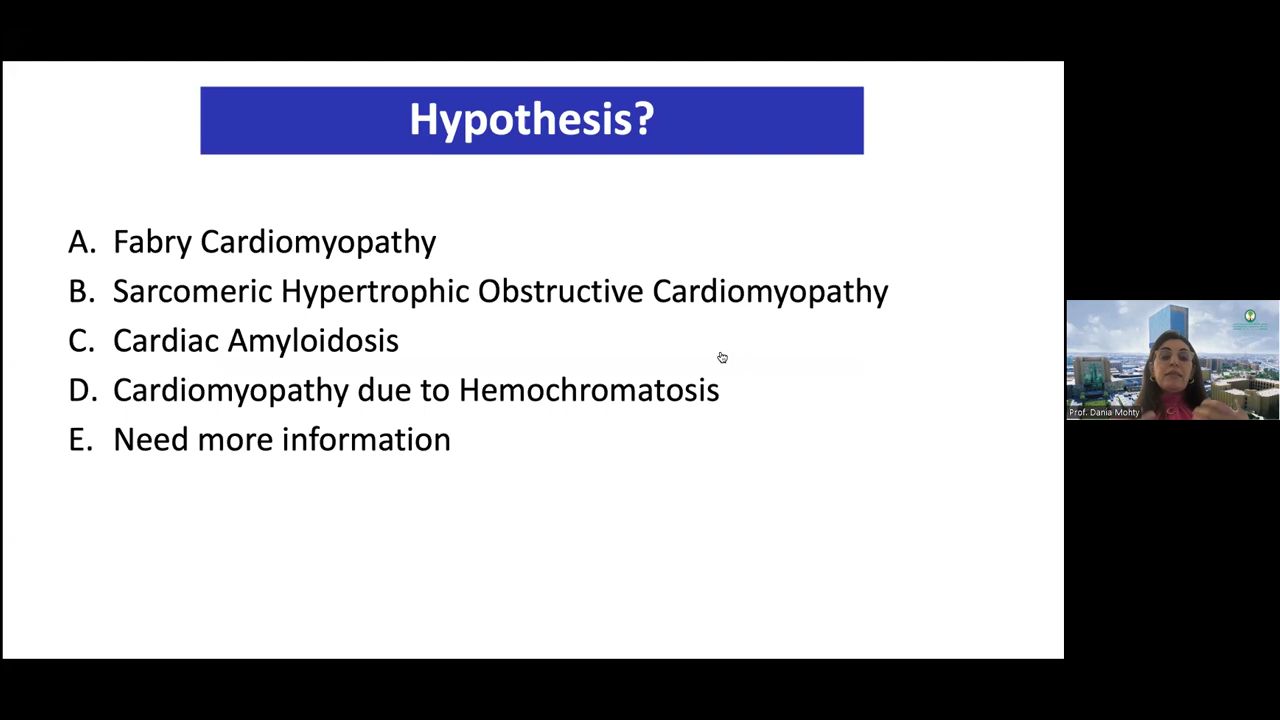 Hypothesis?
A. Fabry Cardiomyopathy
B. Sarcomeric Hypertrophic Obstructive Cardiomyopathy
C. Cardiac Amyloidosis
D. Cardiomyopathy due to Hemochromatosis
E. Need more information
Prof. Dania Mohty